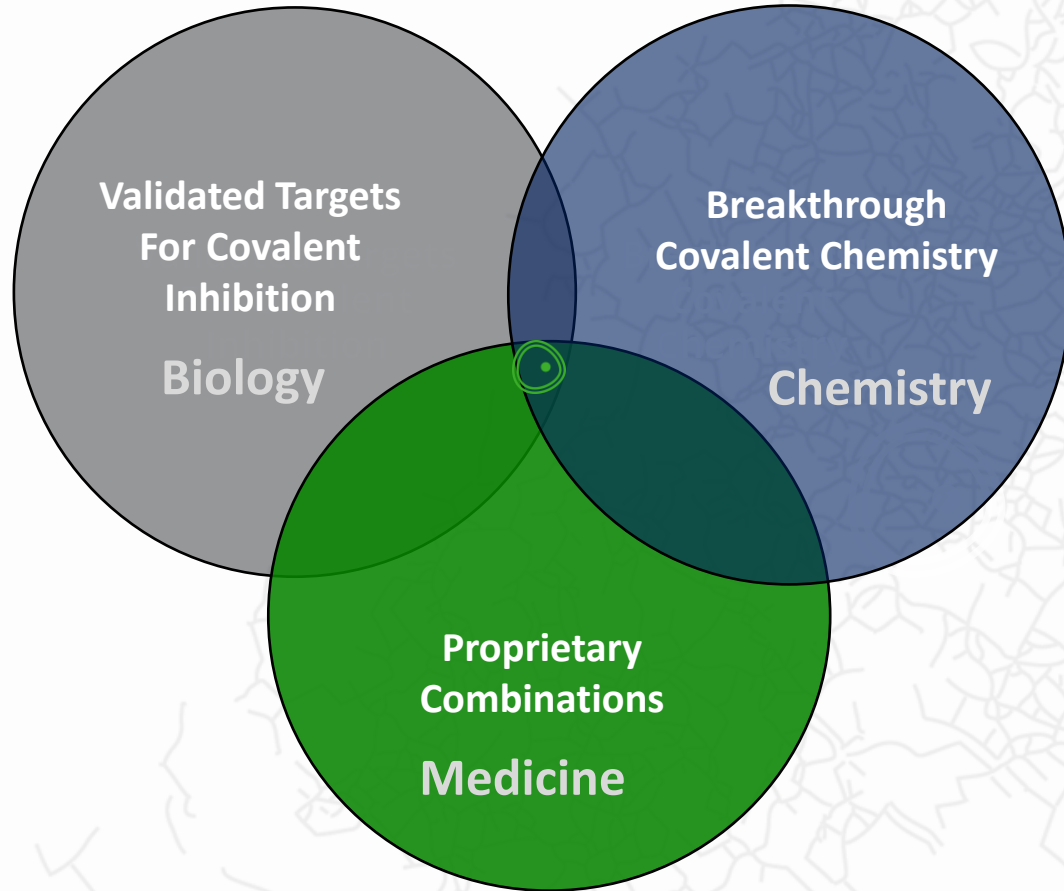 Validated Targets
For Covalent
Inhibition
Biology
Breakthrough
Covalent Chemistry
Chemistry
Proprietary
Combinations
Medicine